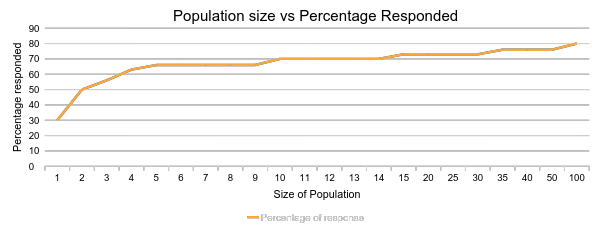 Population size vs Percentage Responded
Percentage responded
90
80
70
60
50
40
30
20
10
0
1 2 3 4 5 6 7 8 9 10 11 12 13 14 15 20 25 30 35 40 50 100
Size of Population
Percentage of response